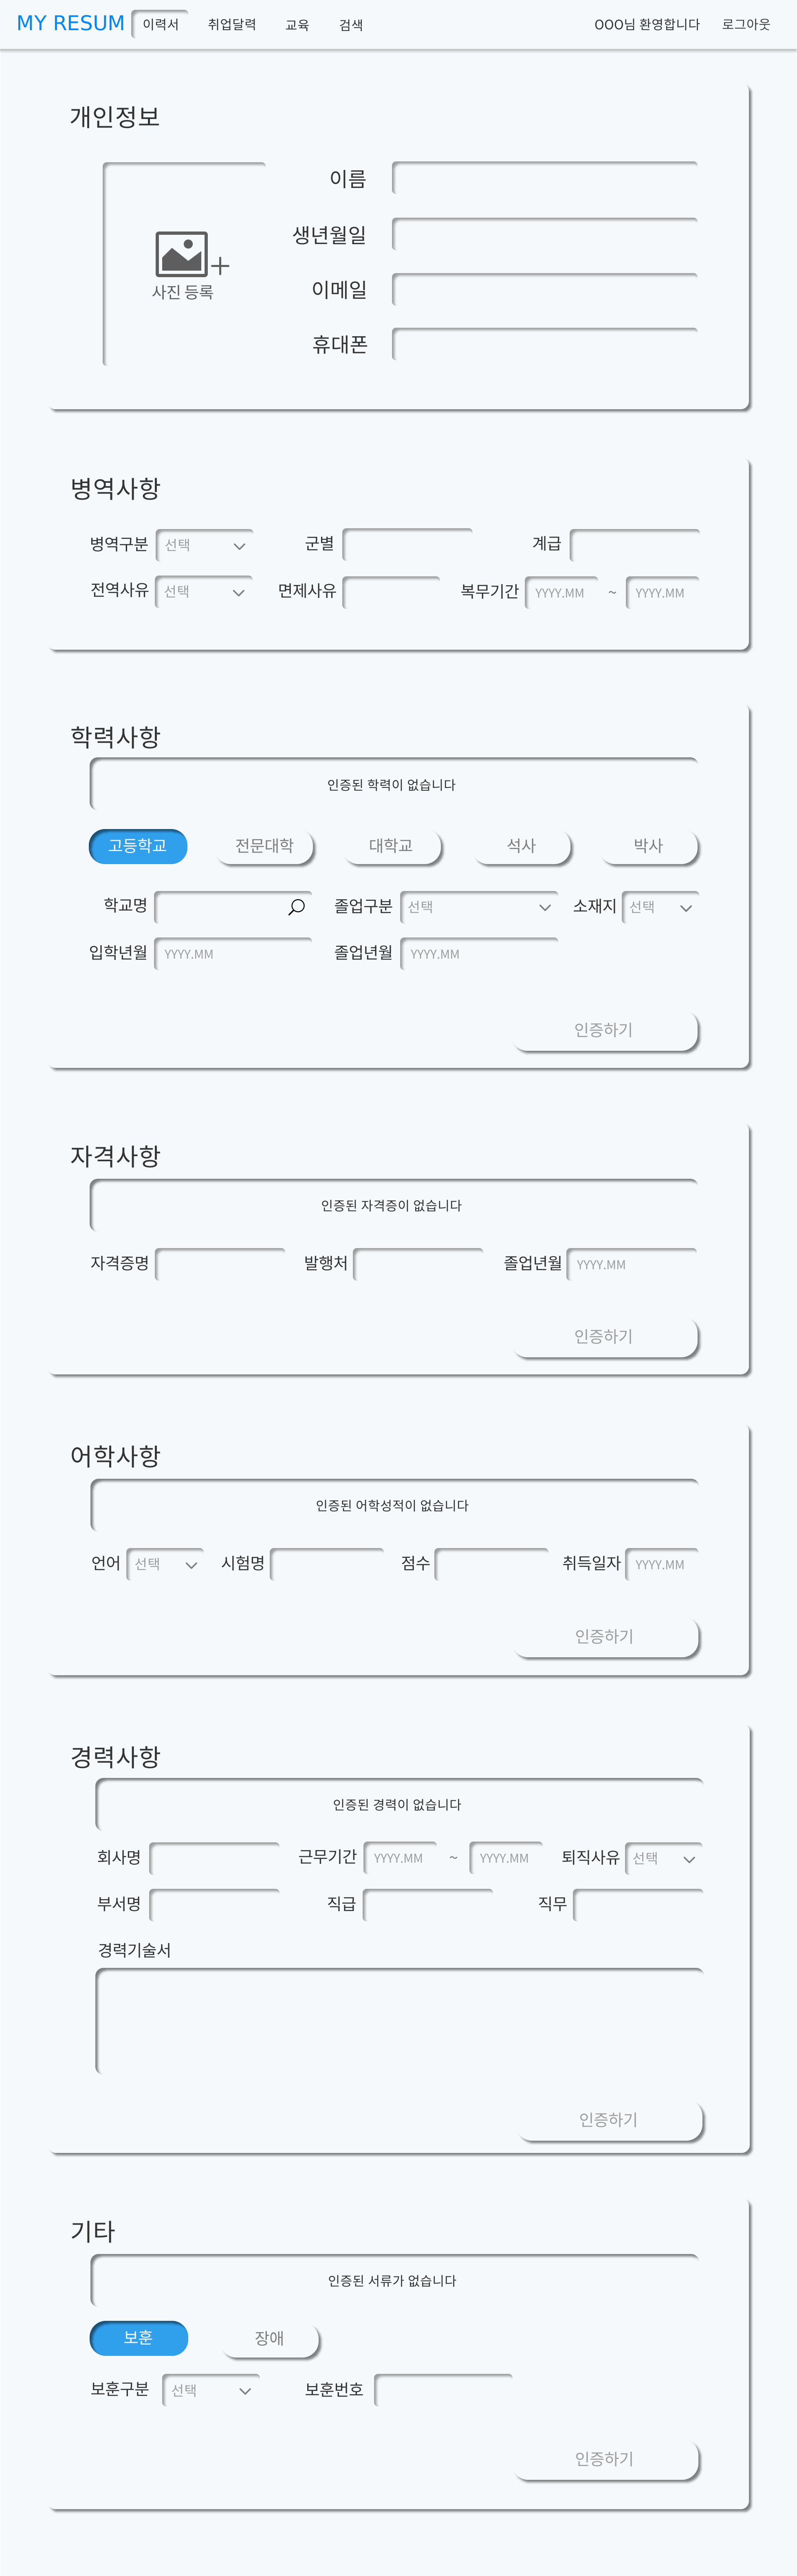 MY RESUM 이력서 취업달력 교육 검색 OOO님 환영합니다 로그아웃
개인정보
사진 등록
이름
생년월일
이메일
휴대폰
병역사항
병역구분 선택 군별 계급
전역사유 선택 면제사유 복무기간 YYYY.MM ~ YYYY.MM
학력사항
인증된 학력이 없습니다
고등학교 전문대학 대학교 석사 박사
학교명 졸업구분 선택 소재지 선택
입학년월 YYYY.MM 졸업년월 YYYY.MM
인증하기
자격사항
인증된 자격증이 없습니다
자격증명 발행처 졸업년월 YYYY.MM
인증하기
어학사항
인증된 어학성적이 없습니다
언어 선택 시험명 점수 취득일자 YYYY.MM
인증하기
경력사항
인증된 경력이 없습니다
회사명 근무기간 YYYY.MM ~ YYYY.MM 퇴직사유 선택
부서명 직급 직무
경력기술서
인증하기
기타
인증된 서류가 없습니다
보훈 장애
보훈구분 선택 보훈번호
인증하기